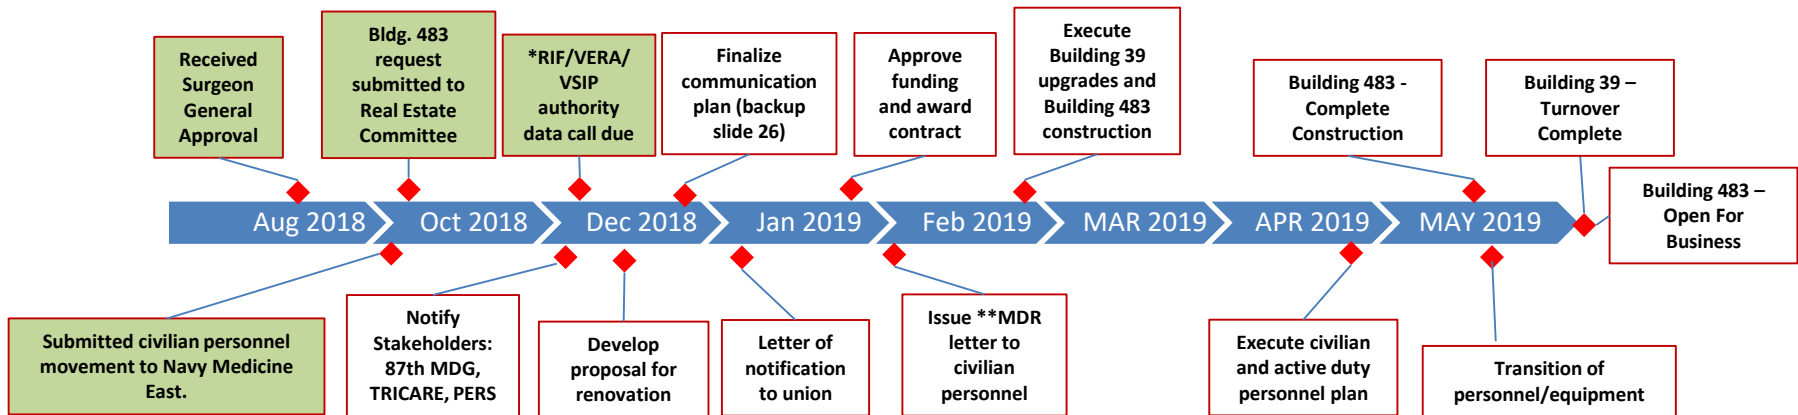 Received
Surgeon
General
Approval
Bldg. 483
request
submitted to
Real Estate
Committee
*RIF/VERA/
VSIP
authority
data call due
Finalize
communication
plan (backup
slide 26)
Approve
funding
and award
contract
Execute
Building 39
upgrades and
Building 483
construction
Building 483 -
Complete
Construction
Building 39 –
Turnover
Complete
Building 483 –
Open For
Business
Aug 2018
Oct 2018
Dec 2018
Jan 2019
Feb 2019
MAR 2019
APR 2019
MAY 2019
Submitted civilian personnel
movement to Navy Medicine
East.
Notify
Stakeholders:
87th MDG,
TRICARE, PERS
Develop
proposal for
renovation
Letter of
notification
to union
Issue **MDR
letter to
civilian
personnel
Execute civilian
and active duty
personnel plan
Transition of
personnel/equipment